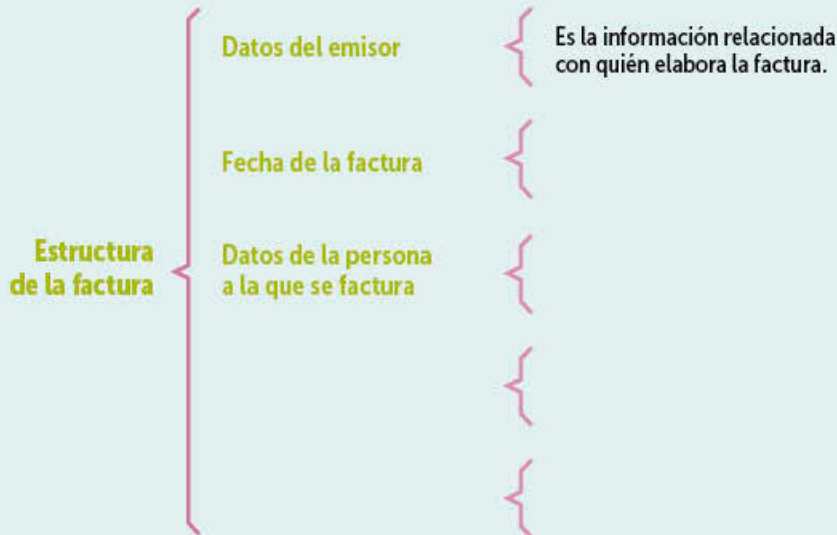 Estructura
de la factura
Datos del emisor
Es la información relacionada
con quién elabora la factura.
Fecha de la factura
Datos de la persona
a la que se factura